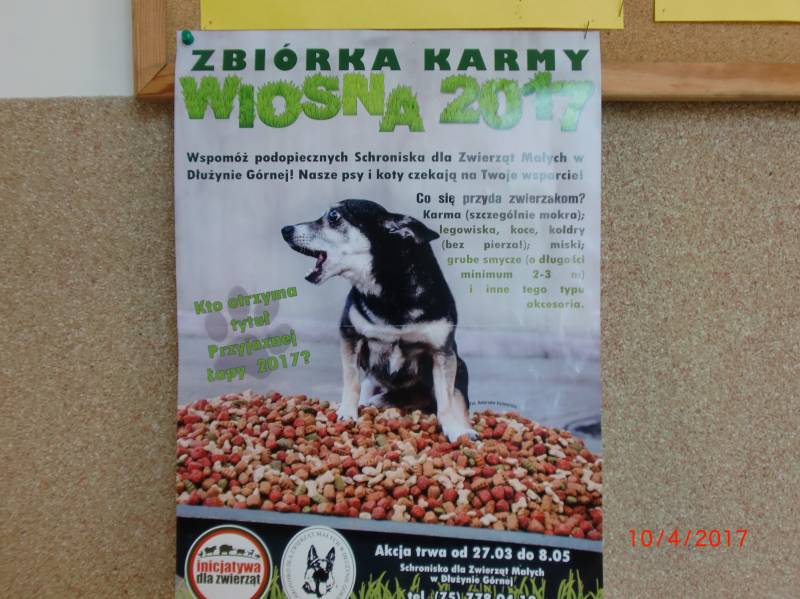 ZBIÓRKA KARMY
WIOSNA 2017
Wspomóż podopiecznych Schroniska dla Zwierząt Małych w
Dłużynie Górnej! Nasze psy i koty czekają na Twoje wsparcie!
Co się przyda zwierzakom?
Karma (szczególnie mokra);
legowiska, koce, kołdry
(bez pierza!); miski;
grube smycze (o długości
minimum 2-3 m)
i inne tego typu
akcesoria.
Kto otrzyma
tytuł
Przyjaznej
Łapy 2017?
inicjatywa
dla zwierząt
Akcja trwa od 27.03 do 8.05
Schronisko dla Zwierząt Małych
w Dłużynie Górnej
tel. (75) 778
10/4/2017